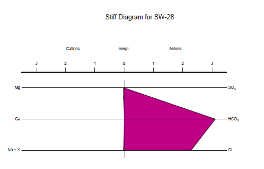 Stiff Diagram for SW-28
Cations meq/L Anions
3 2 1 0 1 2 3
Mg SO4
Ca HCO3
Na + K Cl